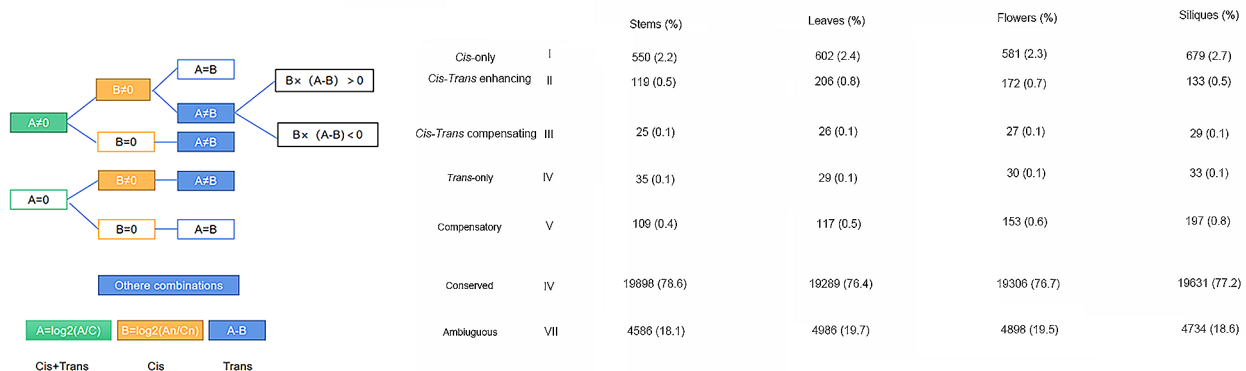 Stems (%) Leaves (%) Flowers (%) Siliques (%)
A≠0 B≠0 A=B B× (A-B) >0 Cis-only I 550 (2.2) 602 (2.4) 581 (2.3) 679 (2.7)
A≠B B× (A-B)<0 Cis-Trans enhancing II 119 (0.5) 206 (0.8) 172 (0.7) 133 (0.5)
B=0 A≠B Cis-Trans compensating III 25 (0.1) 26 (0.1) 27 (0.1) 29 (0.1)
A=0 B≠0 A≠B Trans-only IV 35 (0.1) 29 (0.1) 30 (0.1) 33 (0.1)
B=0 A=B Compensatory V 109 (0.4) 117 (0.5) 153 (0.6) 197 (0.8)
Othere combinations Conserved IV 19898 (78.6) 19289 (76.4) 19306 (76.7) 19631 (77.2)
A=log2(A/C) B=log2(An/Cn) A-B Ambiuguous VII 4586 (18.1) 4986 (19.7) 4898 (19.5) 4734 (18.6)
Cis+Trans Cis Trans